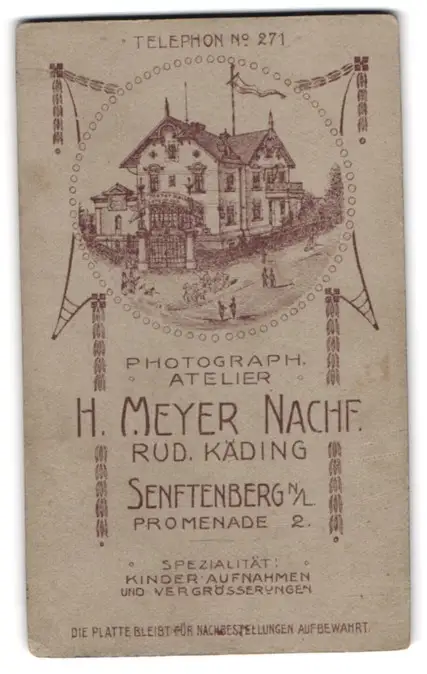 TELEPHON Nº 271
PHOTOGRAPH.
ATELIER
H. MEYER NACHF.
RUD. KÄDING
SENFTENBERG N/L.
PROMENADE 2.
SPEZIALITÄT:
KINDER-AUFNAHMEN
UND VERGRÖSSERUNGEN
DIE PLATTE BLEIBT FÜR NACHBESTELLUNGEN AUFBEWAHRT.